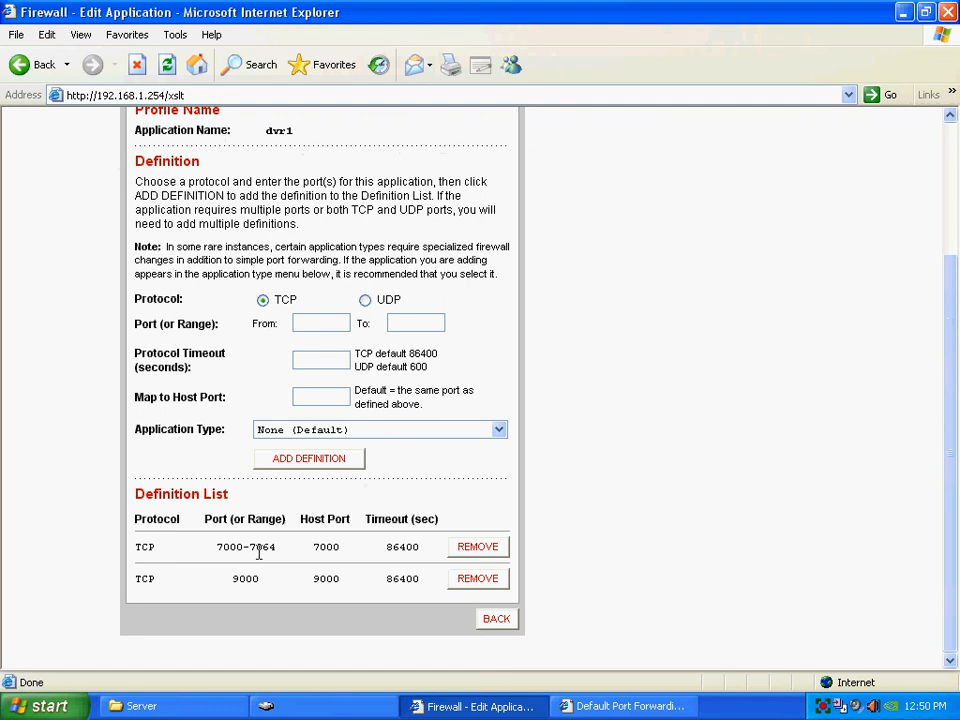 Firewall - Edit Application - Microsoft Internet Explorer
File Edit View Favorites Tools Help
Back Search Favorites
Address http://192.168.1.254/xslt Go Links »
Profile Name
Application Name: dvr1
Definition
Choose a protocol and enter the port(s) for this application, then click
ADD DEFINITION to add the definition to the Definition List. If the
application requires multiple ports or both TCP and UDP ports, you will
need to add multiple definitions.
Note: In some rare instances, certain application types require specialized firewall
changes in addition to simple port forwarding. If the application you are adding
appears in the application type menu below, it is recommended that you select it.
Protocol: TCP UDP
Port (or Range): From: To:
Protocol Timeout
(seconds):
TCP default 86400
UDP default 600
Map to Host Port:
Default = the same port as
defined above.
Application Type: None (Default)
ADD DEFINITION
Definition List
Protocol Port (or Range) Host Port Timeout (sec)
TCP 7000-7064 7000 86400 REMOVE
TCP 9000 9000 86400 REMOVE
BACK
Done Internet
start Server Firewall - Edit Applica... Default Port Forwardi... 12:50 PM